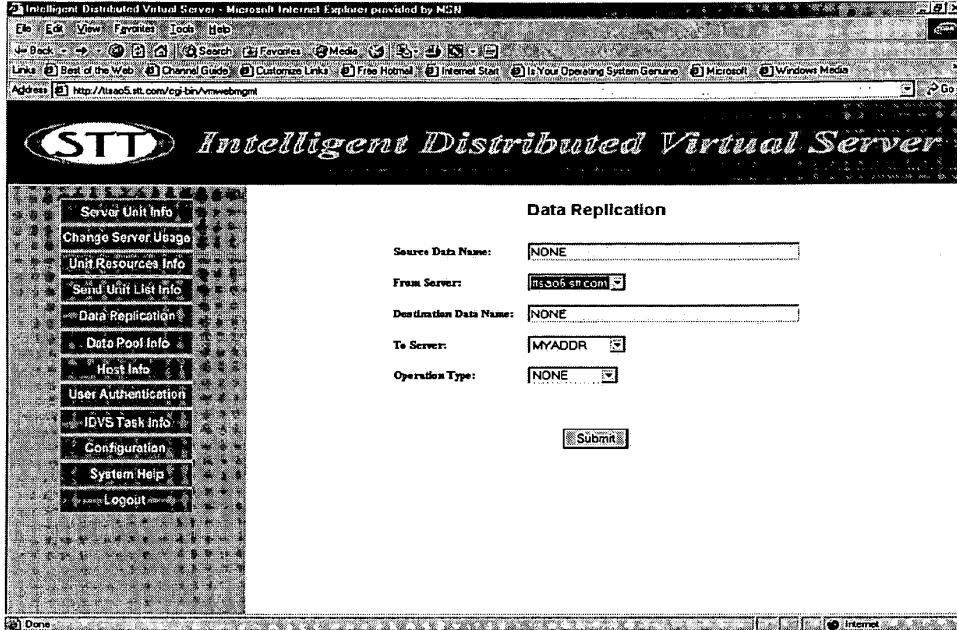 Intelligent Distributed Virtual Server - Microsoft Internet Explorer provided by MSN
File Edit View Favorites Tools Help
Back Search Favorites Media
Links Best of the Web Channel Guide Customize Links Free Hotmail Internet Start Is Your Operating System Genuine Microsoft Windows Media
Address http://ttsao5.stt.com/cgi-bin/vmwebmgmt Go
STT Intelligent Distributed Virtual Server
Server Unit Info
Change Server Usage
Unit Resources Info
Send Unit List Info
Data Replication
Data Pool Info
Host Info
User Authentication
IDVS Task Info
Configuration
System Help
Logout
Data Replication
Source Data Name: NONE
From Server: ttsao6.stt.com
Destination Data Name: NONE
To Server: MYADDR
Operation Type: NONE
Submit
Done Internet